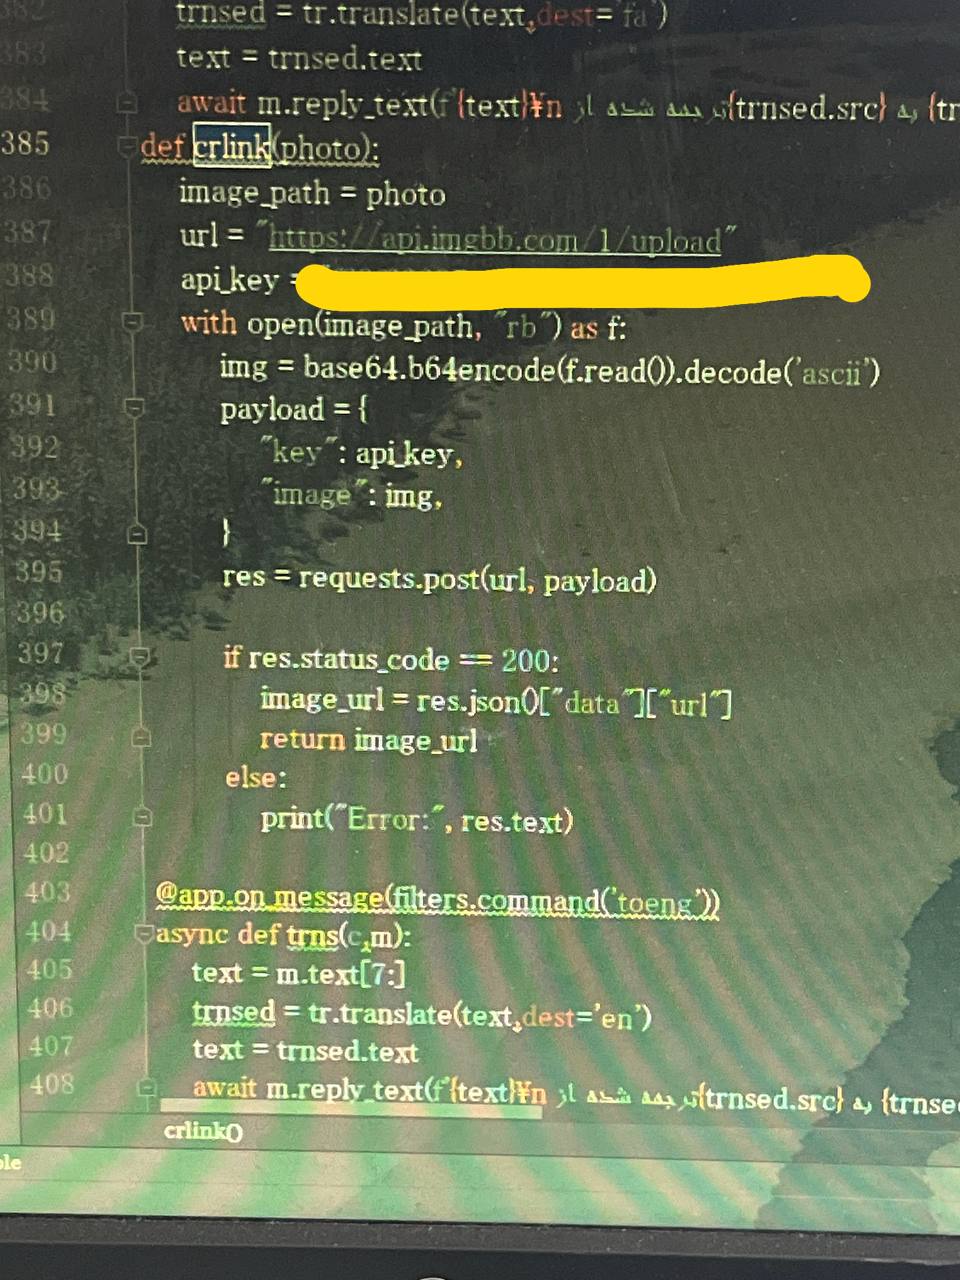 382 trnsed = tr.translate(text,dest='fa')
383 text = trnsed.text
384 await m.reply_text(f'{text}¥n ترجمه شده از {trnsed.src} به {tr
385 def crlink(photo):
386 image_path = photo
387 url = "https://api.imgbb.com/1/upload"
388 api_key =
389 with open(image_path, "rb") as f:
390 img = base64.b64encode(f.read()).decode('ascii')
391 payload = {
392 "key": api_key,
393 "image": img,
394 }
395 res = requests.post(url, payload)
396
397 if res.status_code == 200:
398 image_url = res.json()["data"]["url"]
399 return image_url
400 else:
401 print("Error:", res.text)
402
403 @app.on_message(filters.command('toeng'))
404 async def trns(c,m):
405 text = m.text[7:]
406 trnsed = tr.translate(text,dest='en')
407 text = trnsed.text
408 await m.reply_text(f'{text}¥n ترجمه شده از {trnsed.src} به {trnse
crlink()